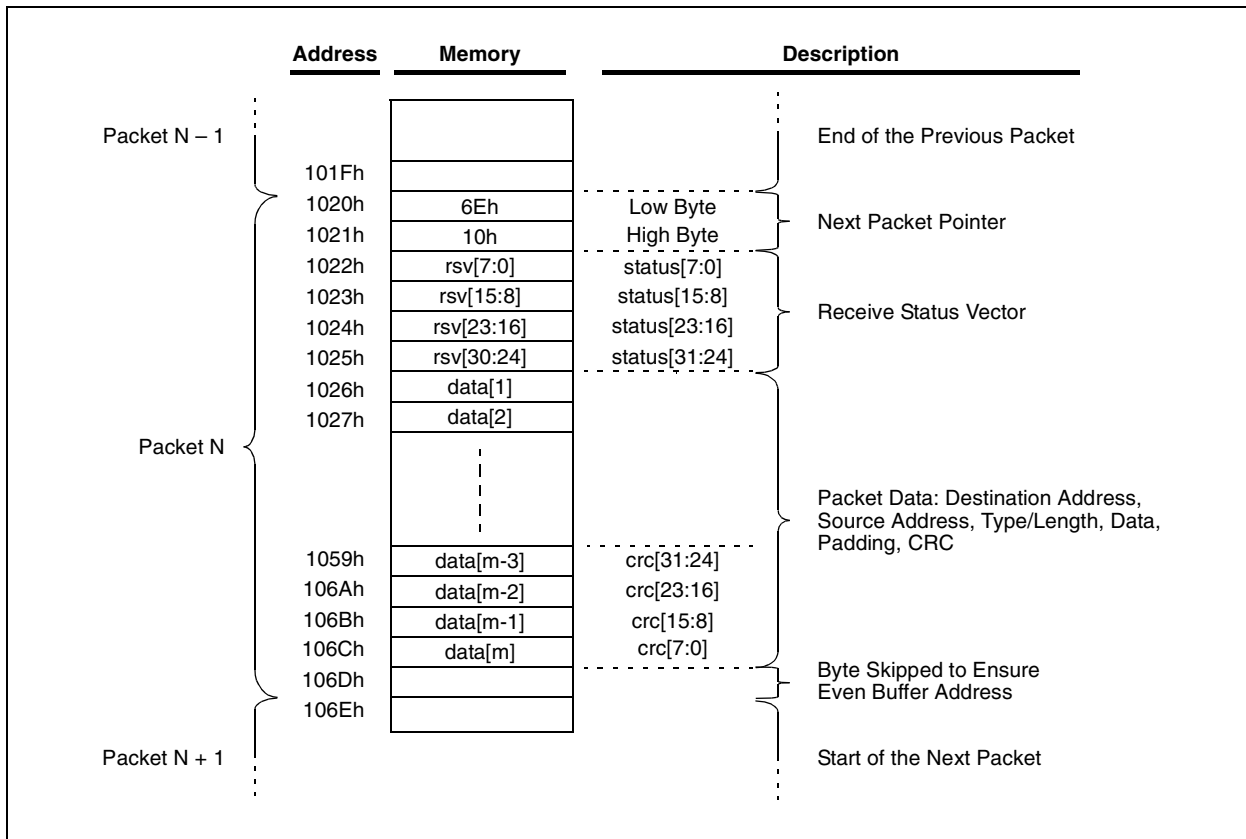 Address Memory Description
Packet N – 1 End of the Previous Packet
101Fh
1020h 6Eh Low Byte
Next Packet Pointer
1021h 10h High Byte
1022h rsv[7:0] status[7:0]
1023h rsv[15:8] status[15:8]
Receive Status Vector
1024h rsv[23:16] status[23:16]
1025h rsv[30:24] status[31:24]
1026h data[1]
1027h data[2]
Packet N
Packet Data: Destination Address,
Source Address, Type/Length, Data,
Padding, CRC
1059h data[m-3] crc[31:24]
106Ah data[m-2] crc[23:16]
106Bh data[m-1] crc[15:8]
106Ch data[m] crc[7:0]
106Dh
Byte Skipped to Ensure
Even Buffer Address
106Eh
Packet N + 1 Start of the Next Packet